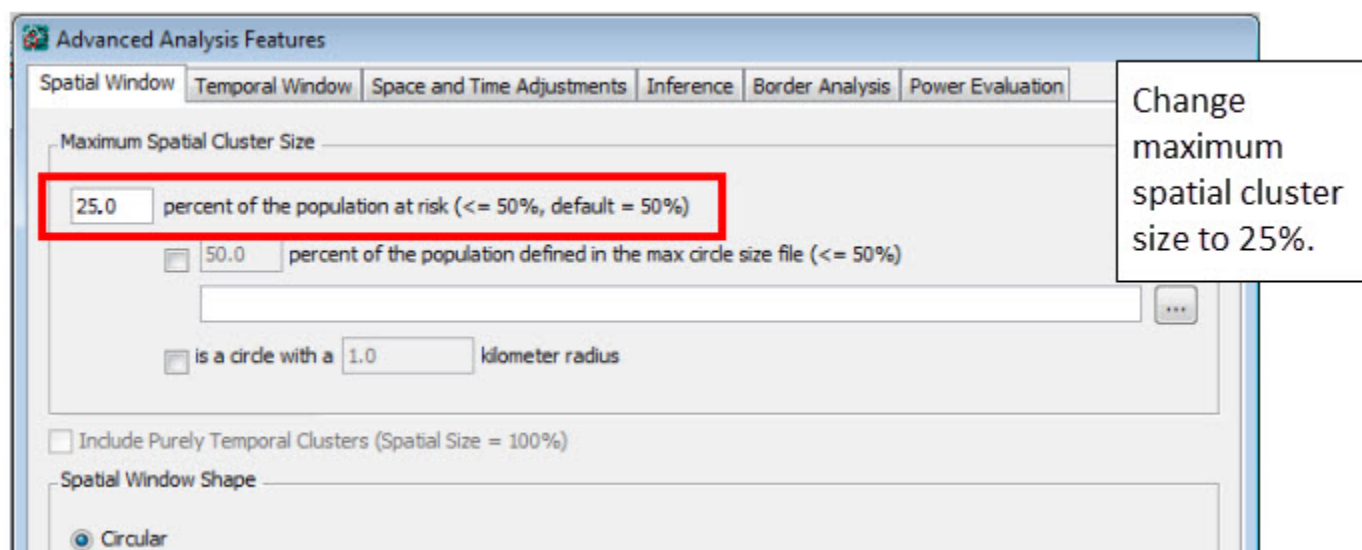 Advanced Analysis Features
Spatial Window Temporal Window Space and Time Adjustments Inference Border Analysis Power Evaluation
Change
maximum
spatial cluster
size to 25%.
Maximum Spatial Cluster Size
25.0 percent of the population at risk (<= 50%, default = 50%)
50.0 percent of the population defined in the max circle size file (<= 50%)
...
is a circle with a 1.0 kilometer radius
Include Purely Temporal Clusters (Spatial Size = 100%)
Spatial Window Shape
Circular